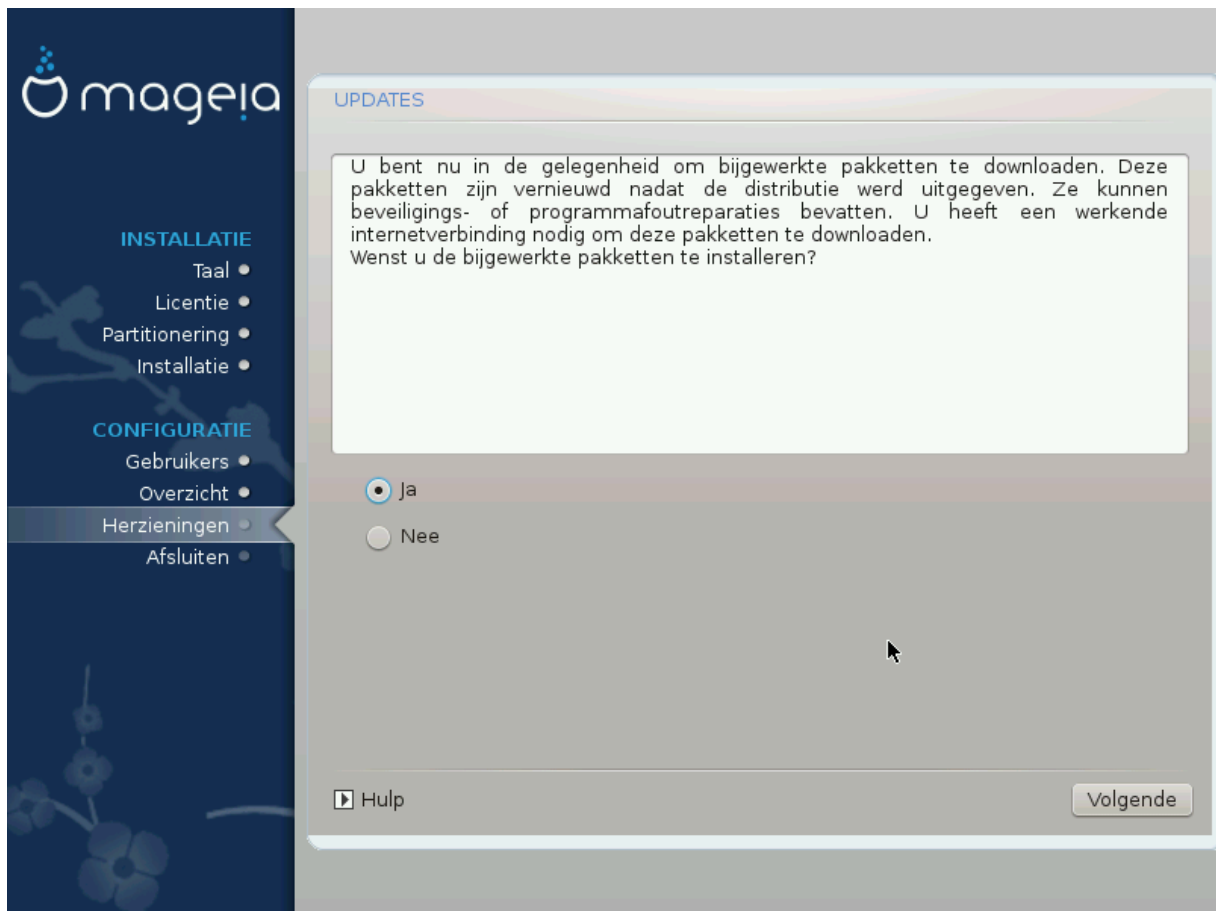 mageia
INSTALLATIE
Taal
Licentie
Partitionering
Installatie
CONFIGURATIE
Gebruikers
Overzicht
Herzieningen
Afsluiten
UPDATES
U bent nu in de gelegenheid om bijgewerkte pakketten te downloaden. Deze
pakketten zijn vernieuwd nadat de distributie werd uitgegeven. Ze kunnen
beveiligings- of programmafoutreparaties bevatten. U heeft een werkende
internetverbinding nodig om deze pakketten te downloaden.
Wenst u de bijgewerkte pakketten te installeren?
Ja
Nee
Hulp
Volgende